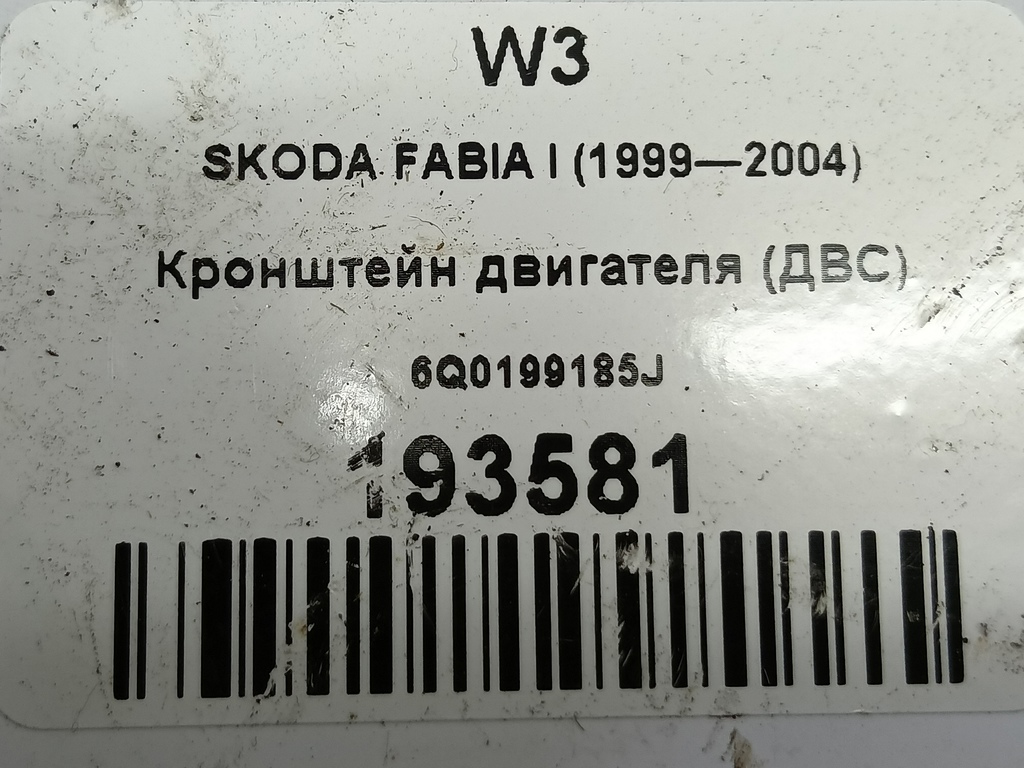 W3
SKODA FABIA I (1999—2004)
Кронштейн двигателя (ДВС)
6Q0199185J
193581